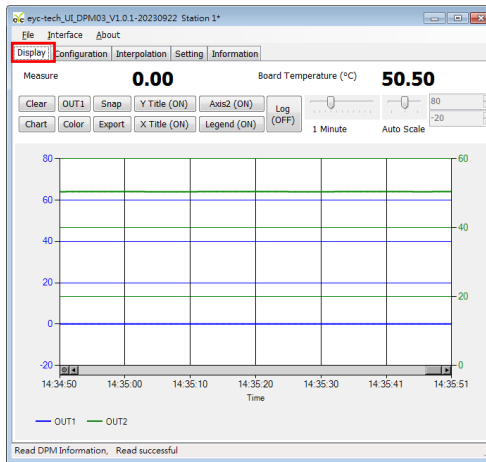 eyc-tech_UI_DPM03_V1.0.1-20230922 Station 1*
File Interface About
Display Configuration Interpolation Setting Information
Measure 0.00 Board Temperature (°C) 50.50
Clear OUT1 Snap Y Title (ON) Axis2 (ON) Log (OFF) 80
Chart Color Export X Title (ON) Legend (ON) 1 Minute Auto Scale -20
80 60
60
40 40
20 20
0
-20 0
14:34:50 14:35:00 14:35:10 14:35:20 14:35:30 14:35:41 14:35:51
Time
OUT1 OUT2
Read DPM Information, Read successful